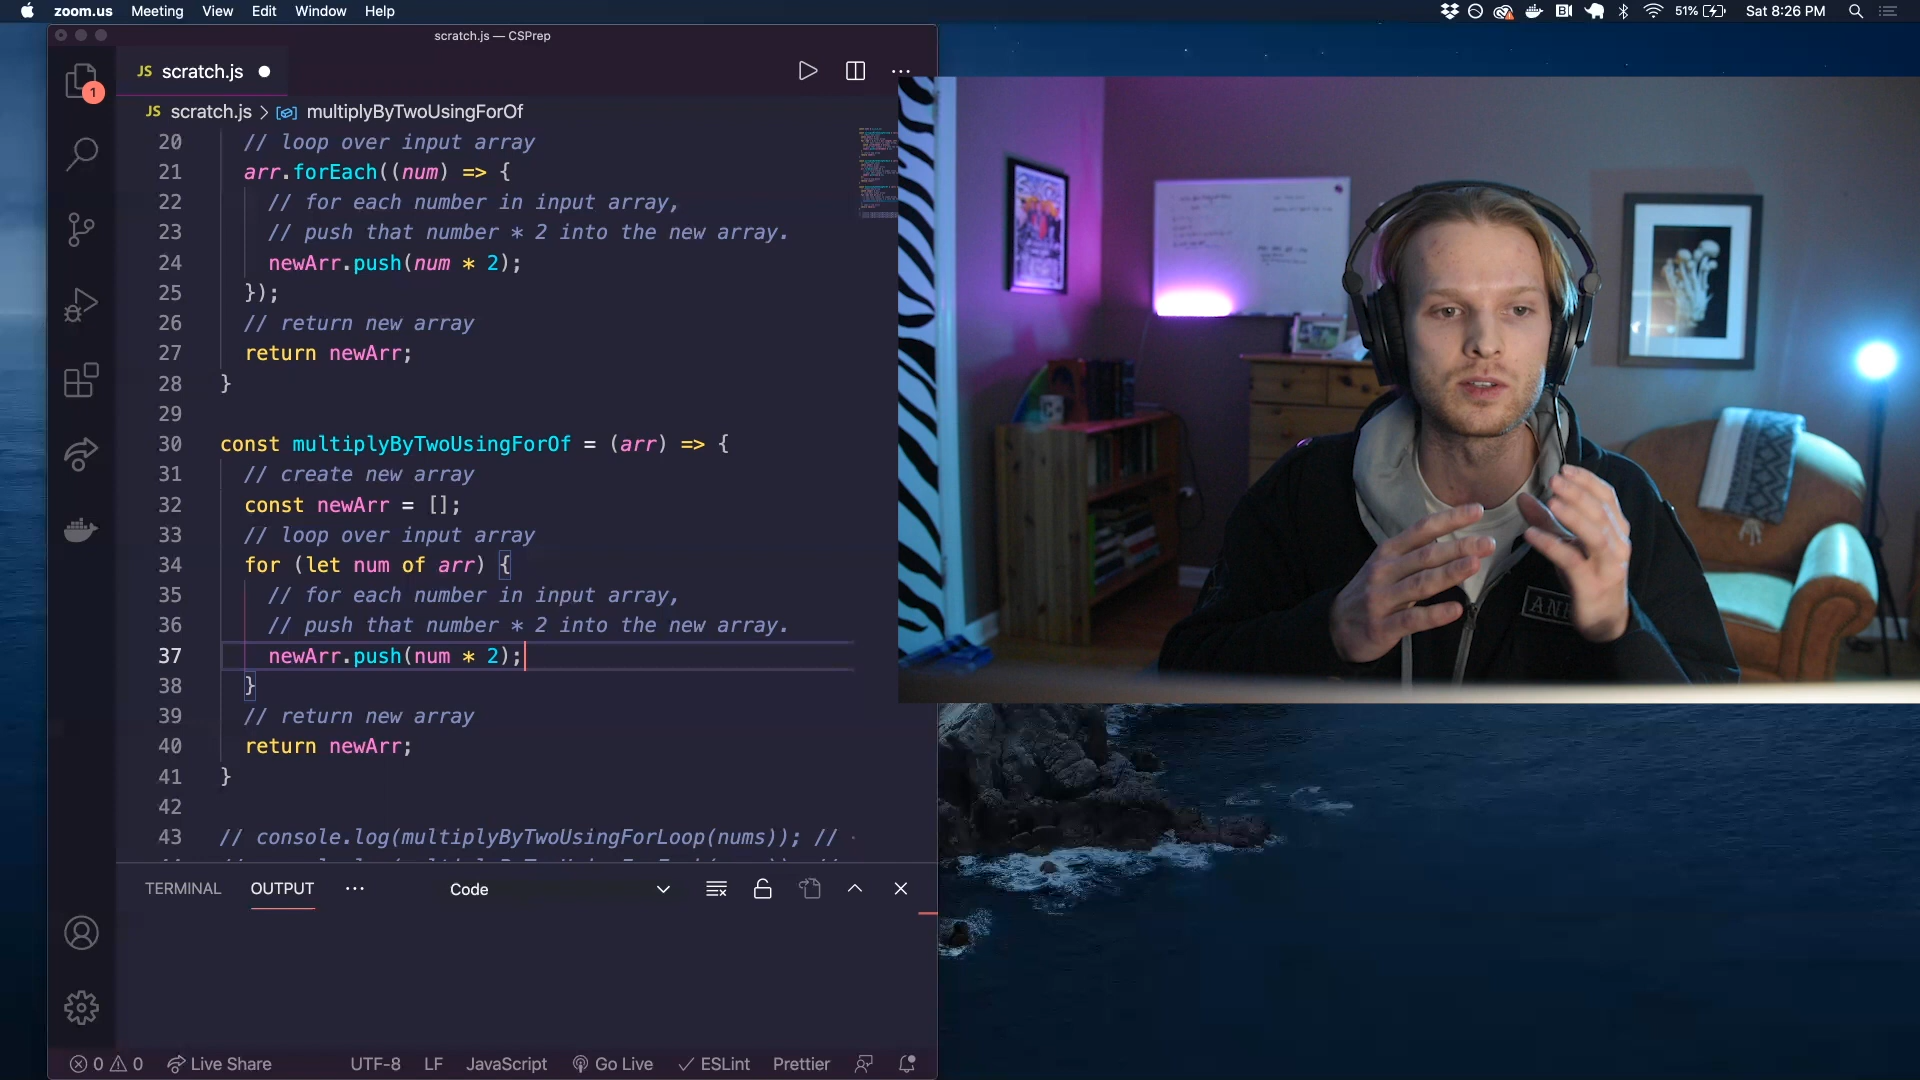 zoom.us Meeting View Edit Window Help
51% Sat 8:26 PM
scratch.js — CSPrep
1
JS scratch.js
JS scratch.js > multiplyByTwoUsingForOf
20 // loop over input array
21 arr.forEach((num) => {
22 // for each number in input array,
23 // push that number * 2 into the new array.
24 newArr.push(num * 2);
25 });
26 // return new array
27 return newArr;
28 }
29
30 const multiplyByTwoUsingForOf = (arr) => {
31 // create new array
32 const newArr = [];
33 // loop over input array
34 for (let num of arr) {
35 // for each number in input array,
36 // push that number * 2 into the new array.
37 newArr.push(num * 2);
38 }
39 // return new array
40 return newArr;
41 }
42
43 // console.log(multiplyByTwoUsingForLoop(nums)); //
TERMINAL OUTPUT ··· Code
0 0 Live Share UTF-8 LF JavaScript Go Live ESLint Prettier